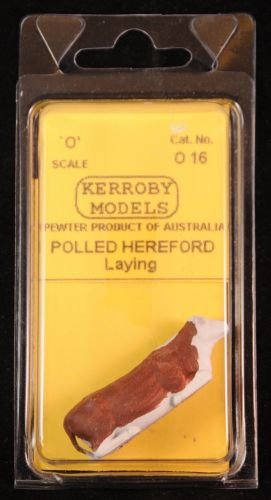 'O' Cat. No.
SCALE O 16
KERROBY
MODELS
(PEWTER PRODUCT OF AUSTRALIA)
POLLED HEREFORD
Laying